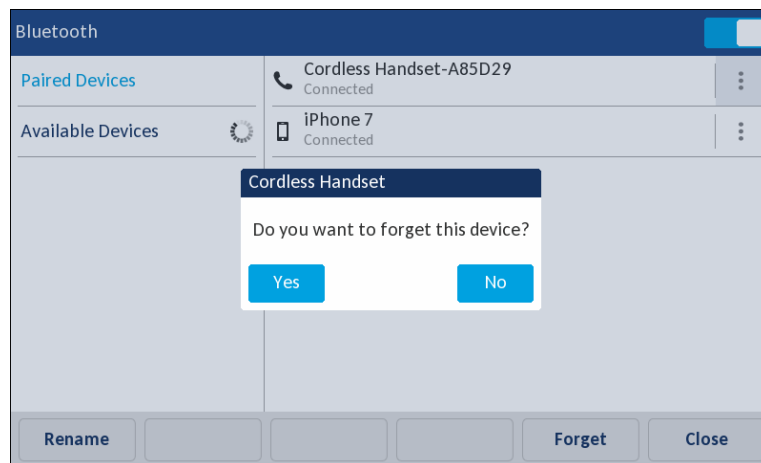 Bluetooth
Paired Devices
Cordless Handset-A85D29
Connected
Available Devices
iPhone 7
Connected
Cordless Handset
Do you want to forget this device?
Yes No
Rename Forget Close